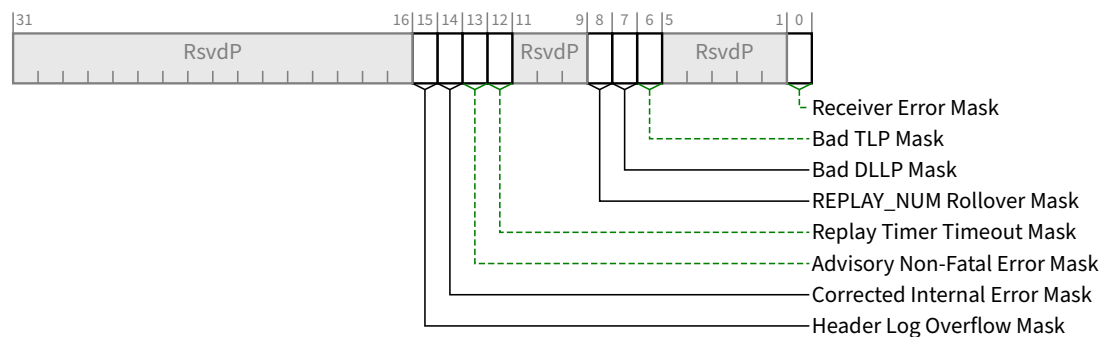 31 16 15 14 13 12 11 9 8 7 6 5 1 0
RsvdP RsvdP RsvdP
Receiver Error Mask
Bad TLP Mask
Bad DLLP Mask
REPLAY_NUM Rollover Mask
Replay Timer Timeout Mask
Advisory Non-Fatal Error Mask
Corrected Internal Error Mask
Header Log Overflow Mask